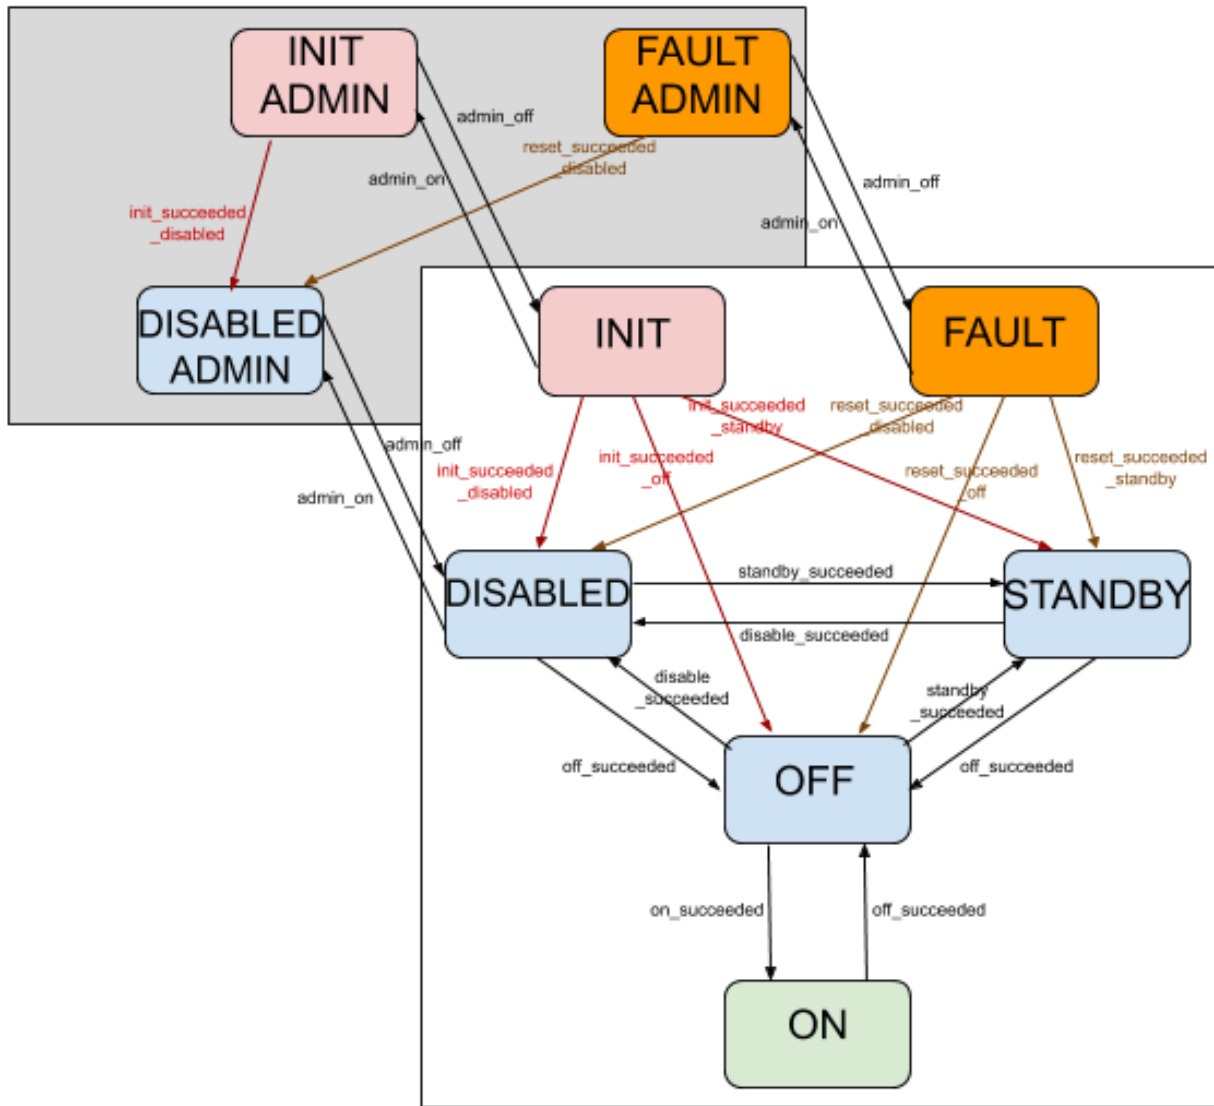 INIT
ADMIN
FAULT
ADMIN
admin_off
admin_on
reset_succeeded
_disabled
admin_off
admin_on
init_succeeded
_disabled
DISABLED
ADMIN
INIT
FAULT
admin_off
admin_on
init_succeeded
_disabled
init_succeeded
_off
init_succeeded
_standby
reset_succeeded
_disabled
reset_succeeded
_off
reset_succeeded
_standby
DISABLED
standby_succeeded
disable_succeeded
STANDBY
disable
_succeeded
standby
_succeeded
off_succeeded
OFF
off_succeeded
on_succeeded
off_succeeded
ON